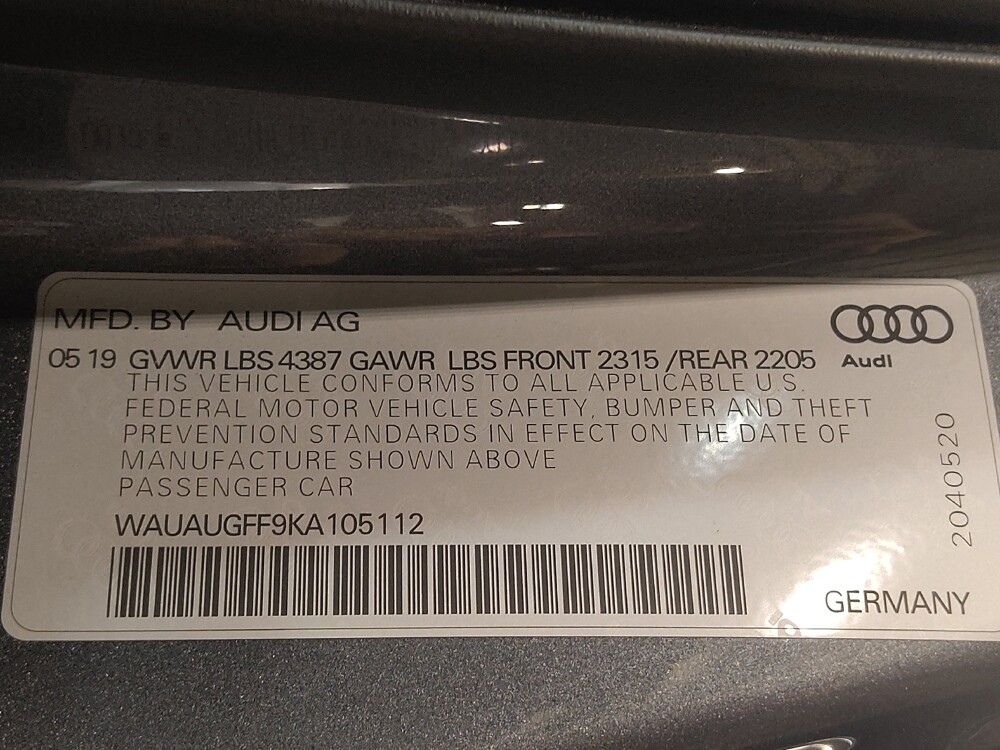 MFD. BY AUDI AG
05 19 GVWR LBS 4387 GAWR LBS FRONT 2315 /REAR 2205
Audi
THIS VEHICLE CONFORMS TO ALL APPLICABLE U.S.
FEDERAL MOTOR VEHICLE SAFETY, BUMPER AND THEFT
PREVENTION STANDARDS IN EFFECT ON THE DATE OF
MANUFACTURE SHOWN ABOVE
PASSENGER CAR
WAUAUGFF9KA105112
2040520
GERMANY